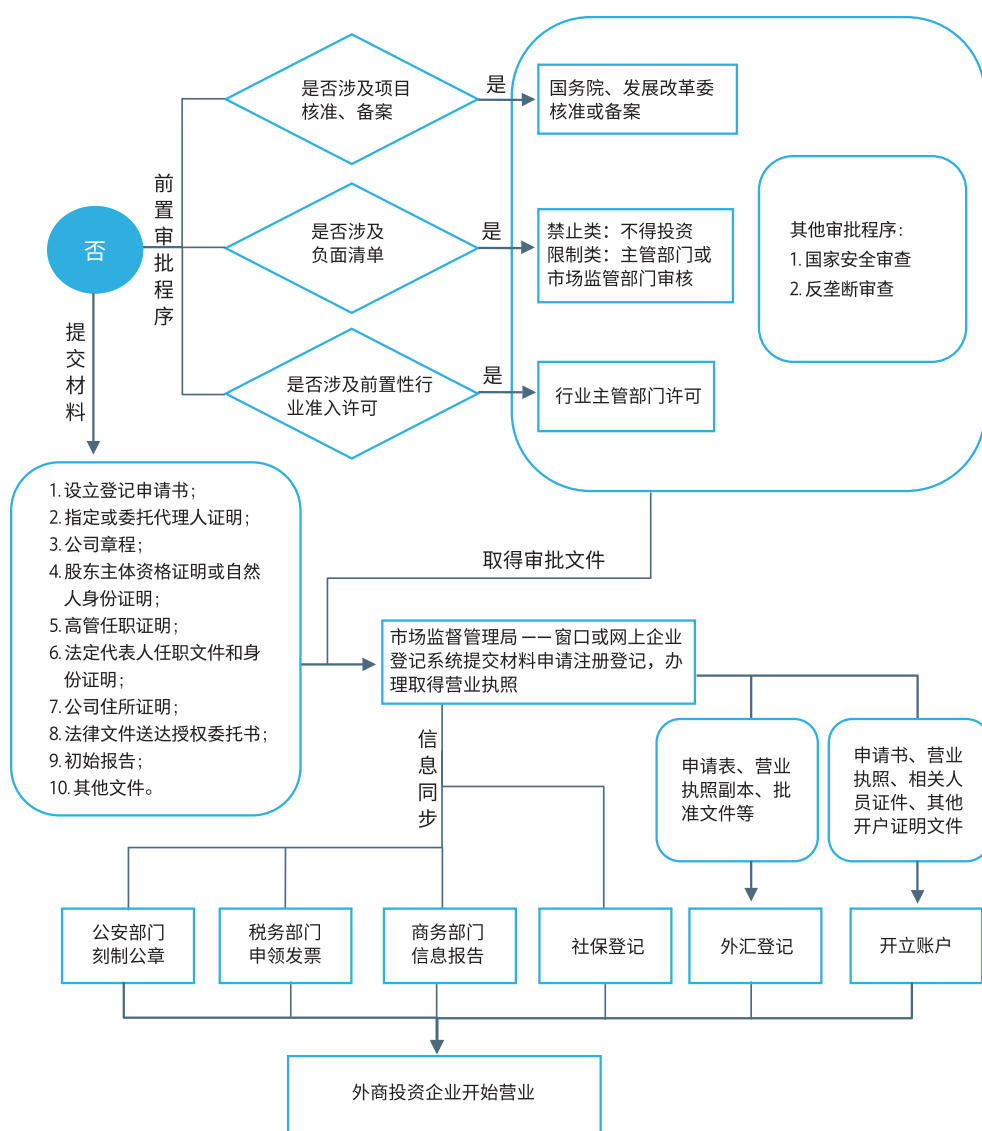 是否涉及项目
核准、备案
是
国务院、发展改革委
核准或备案
前置审批程序
否
是否涉及
负面清单
是
禁止类：不得投资
限制类：主管部门或
市场监管部门审核
其他审批程序：
1. 国家安全审查
2. 反垄断审查
是否涉及前置性行
业准入许可
是
行业主管部门许可
提交材料
1. 设立登记申请书；
2. 指定或委托代理人证明；
3. 公司章程；
4. 股东主体资格证明或自然
人身份证明；
5. 高管任职证明；
6. 法定代表人任职文件和身
份证明；
7. 公司住所证明；
8. 法律文件送达授权委托书；
9. 初始报告；
10. 其他文件。
取得审批文件
市场监督管理局 —— 窗口或网上企业
登记系统提交材料申请注册登记，办
理取得营业执照
信息同步
申请表、营业
执照副本、批
准文件等
申请书、营业
执照、相关人
员证件、其他
开户证明文件
公安部门
刻制公章
税务部门
申领发票
商务部门
信息报告
社保登记
外汇登记
开立账户
外商投资企业开始营业